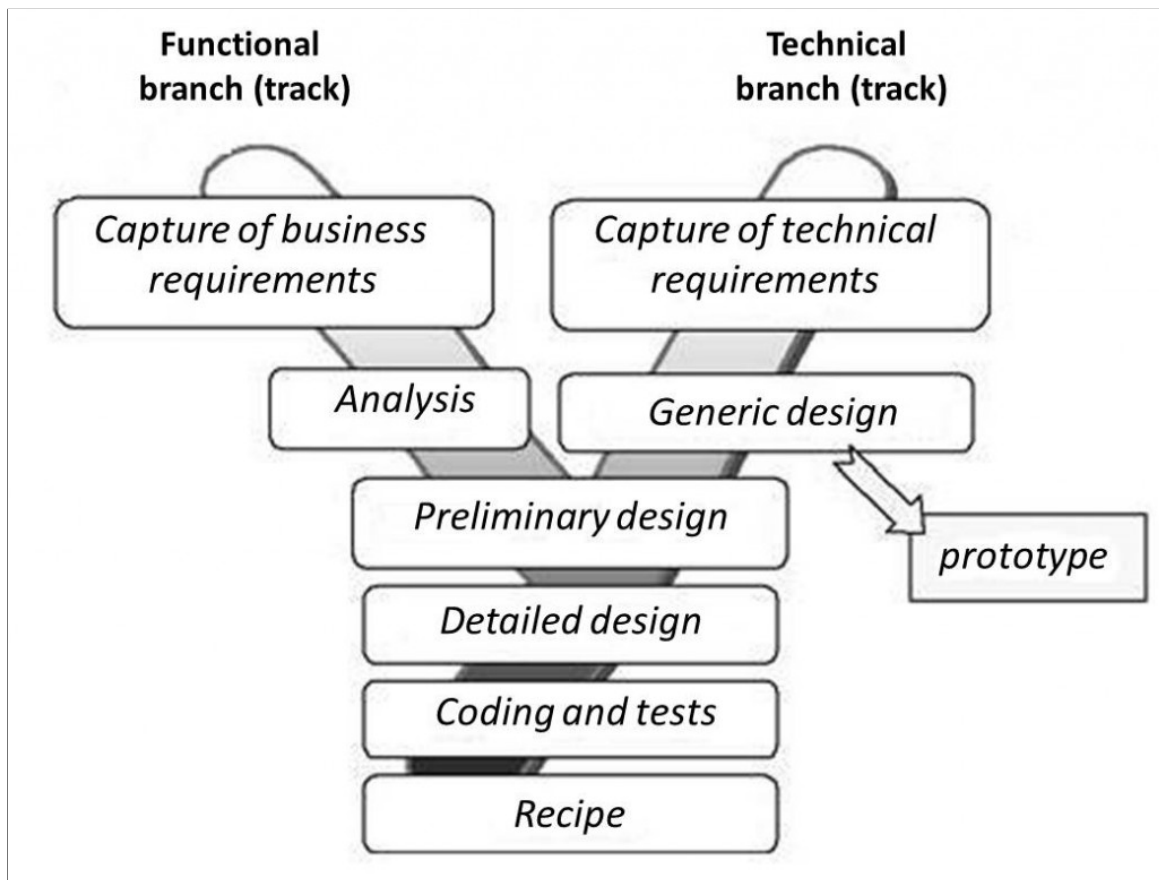 Functional
branch (track)
Technical
branch (track)
Capture of business
requirements
Capture of technical
requirements
Analysis
Generic design
Preliminary design
prototype
Detailed design
Coding and tests
Recipe